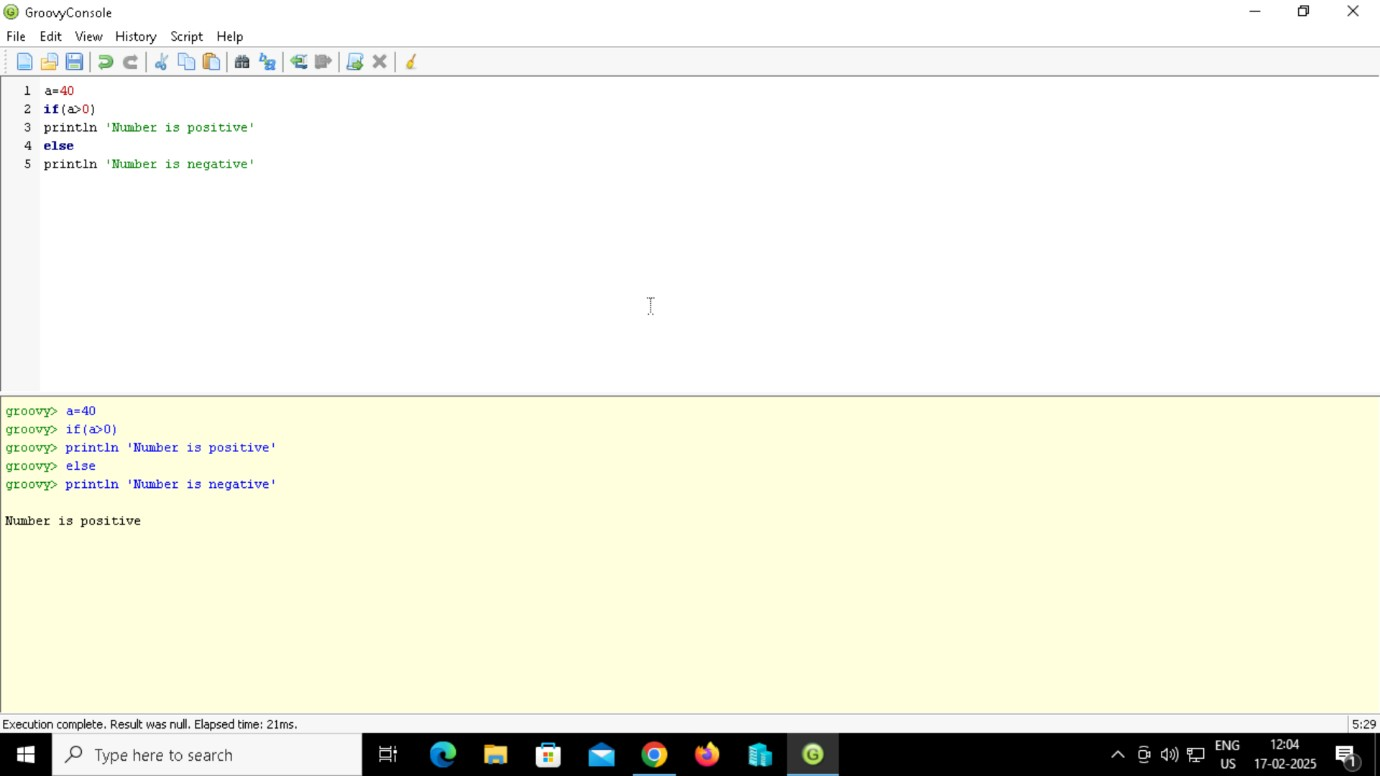 GroovyConsole
File Edit View History Script Help
1 a=40
2 if(a>0)
3 println 'Number is positive'
4 else
5 println 'Number is negative'
groovy> a=40
groovy> if(a>0)
groovy> println 'Number is positive'
groovy> else
groovy> println 'Number is negative'
Number is positive
Execution complete. Result was null. Elapsed time: 21ms. 5:29
Type here to search
ENG
US
12:04
17-02-2025
1